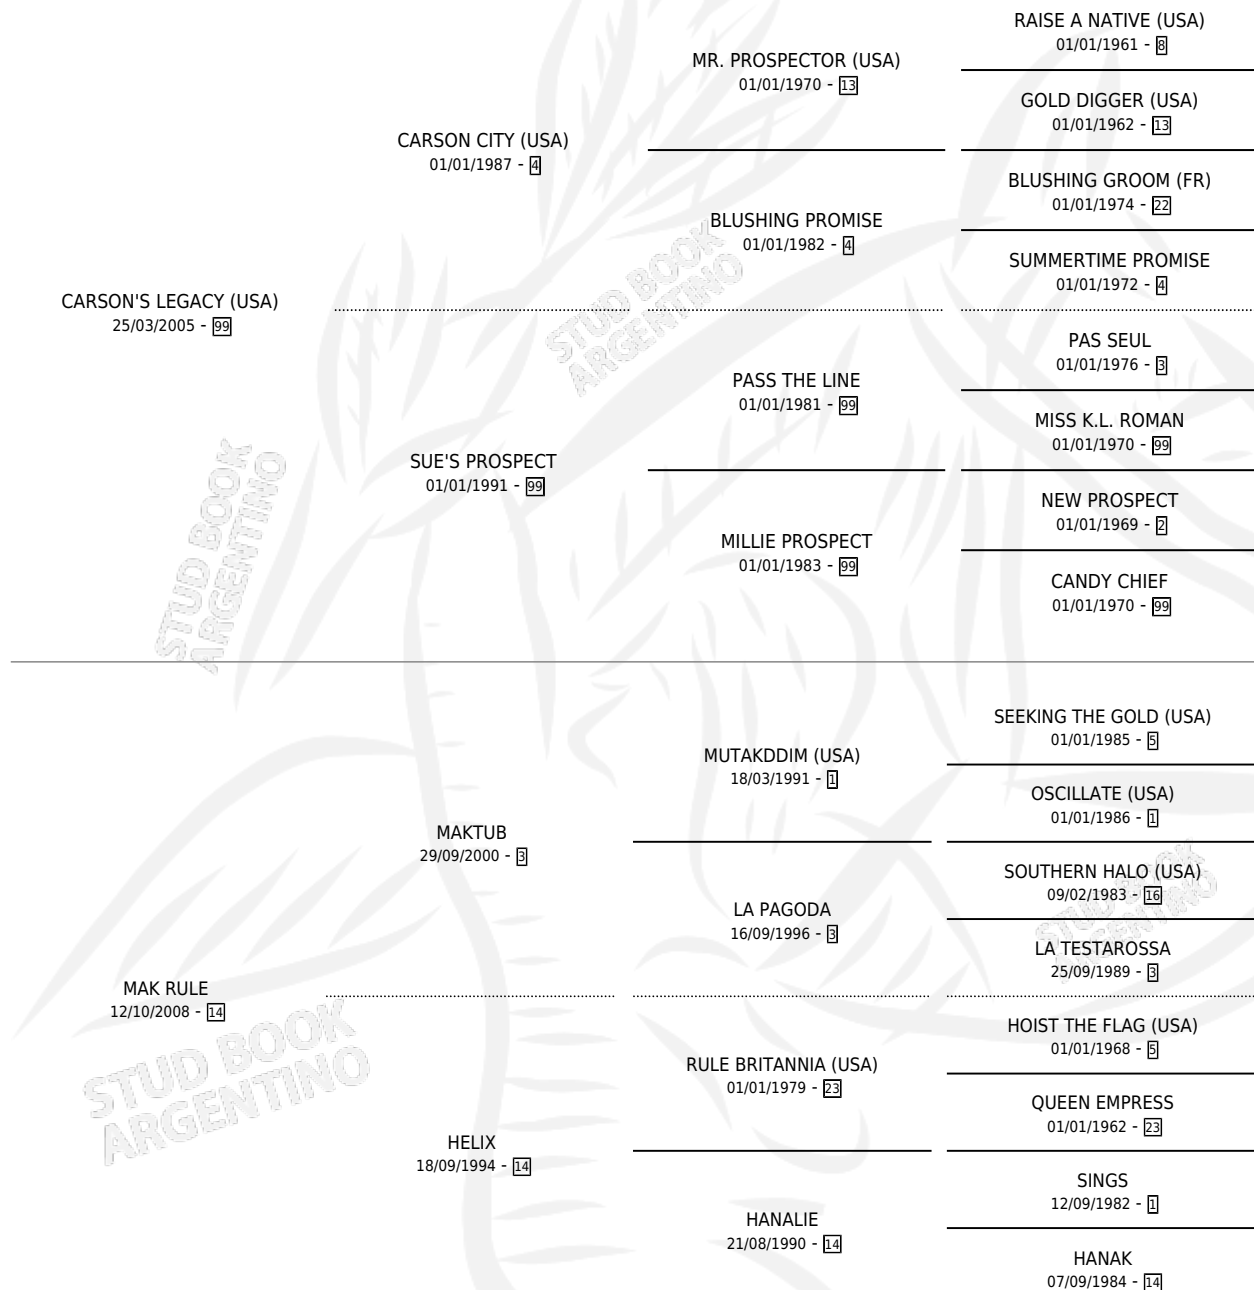 RAISE A NATIVE (USA)
01/01/1961 - 8
MR. PROSPECTOR (USA)
01/01/1970 - 13
GOLD DIGGER (USA)
01/01/1962 - 13
CARSON CITY (USA)
01/01/1987 - 4
BLUSHING GROOM (FR)
01/01/1974 - 22
BLUSHING PROMISE
01/01/1982 - 4
SUMMERTIME PROMISE
01/01/1972 - 4
CARSON'S LEGACY (USA)
25/03/2005 - 99
PAS SEUL
01/01/1976 - 3
PASS THE LINE
01/01/1981 - 99
MISS K.L. ROMAN
01/01/1970 - 99
SUE'S PROSPECT
01/01/1991 - 99
NEW PROSPECT
01/01/1969 - 2
MILLIE PROSPECT
01/01/1983 - 99
CANDY CHIEF
01/01/1970 - 99
SEEKING THE GOLD (USA)
01/01/1985 - 5
MUTAKDDIM (USA)
18/03/1991 - 1
OSCILLATE (USA)
01/01/1986 - 1
MAKTUB
29/09/2000 - 3
SOUTHERN HALO (USA)
09/02/1983 - 16
LA PAGODA
16/09/1996 - 3
LA TESTAROSSA
25/09/1989 - 3
MAK RULE
12/10/2008 - 14
HOIST THE FLAG (USA)
01/01/1968 - 5
RULE BRITANNIA (USA)
01/01/1979 - 23
QUEEN EMPRESS
01/01/1962 - 23
HELIX
18/09/1994 - 14
SINGS
12/09/1982 - 1
HANALIE
21/08/1990 - 14
HANAK
07/09/1984 - 14
STUD BOOK
ARGENTINO
STUD BOOK
ARGENTINO
STUD BOOK
ARGENTINO
STUD BOOK
ARGENTINO